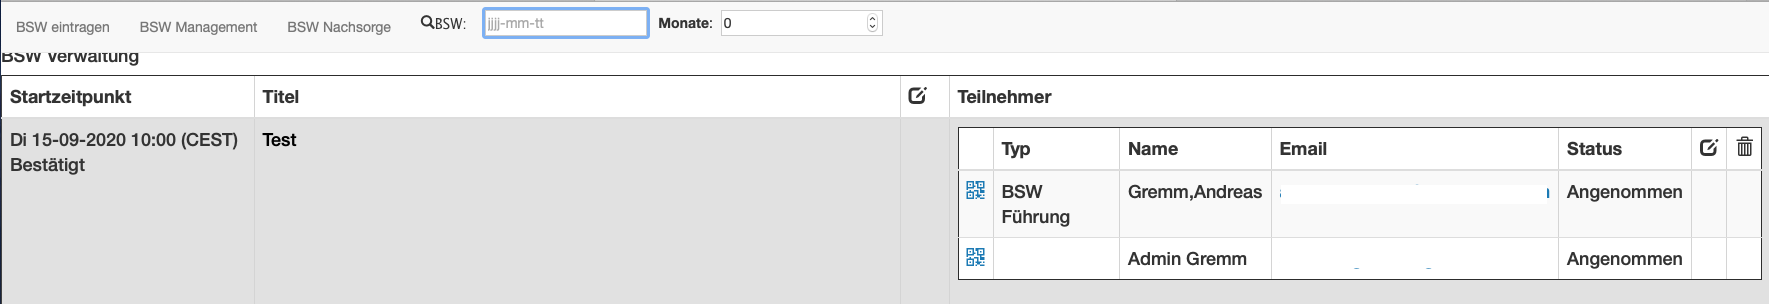 BSW eintragen BSW Management BSW Nachsorge BSW: jjjj-mm-tt Monate: 0
BSW Verwaltung
Startzeitpunkt Titel Teilnehmer
Di 15-09-2020 10:00 (CEST) Test
Bestätigt
Typ Name Email Status
BSW Gremm,Andreas Angenommen
Führung
Admin Gremm Angenommen